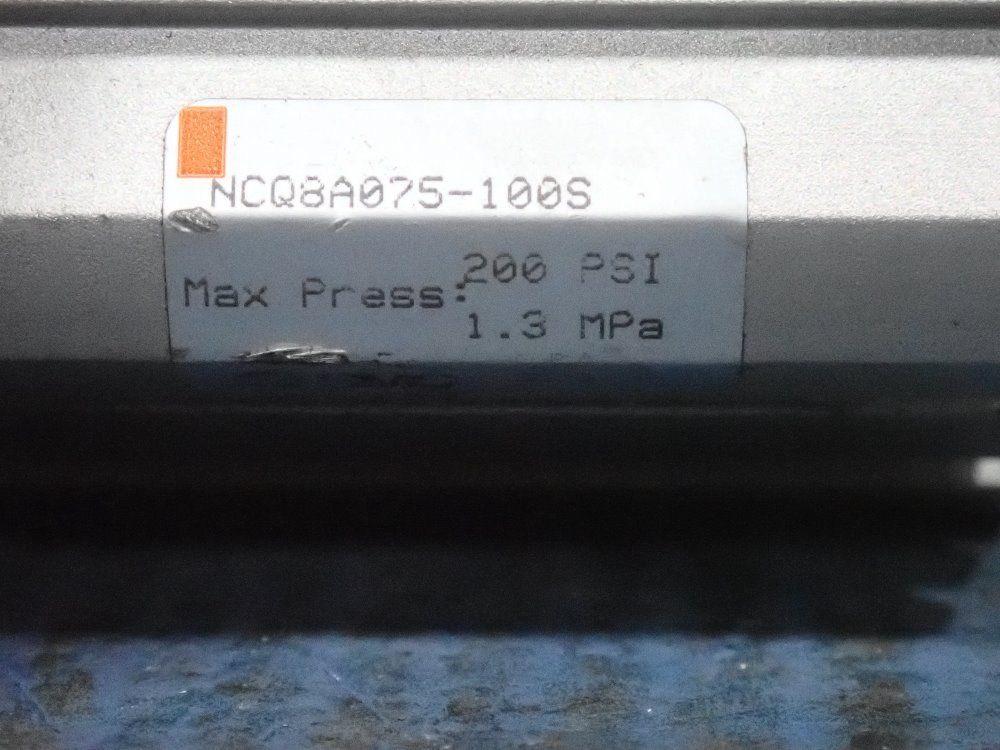 NCQ8A075-100S
Max Press: 200 PSI
1.3 MPa